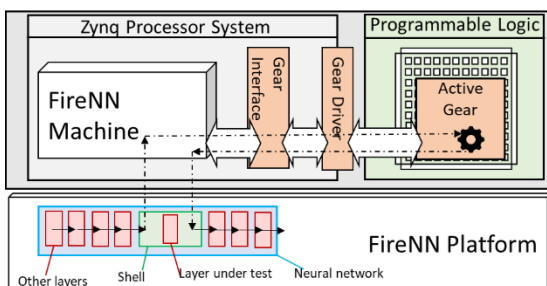 Zynq Processor System
Programmable Logic
FireNN
Machine
Gear
Interface
Gear Driver
Active
Gear
FireNN Platform
Other layers
Shell
Layer under test
Neural network